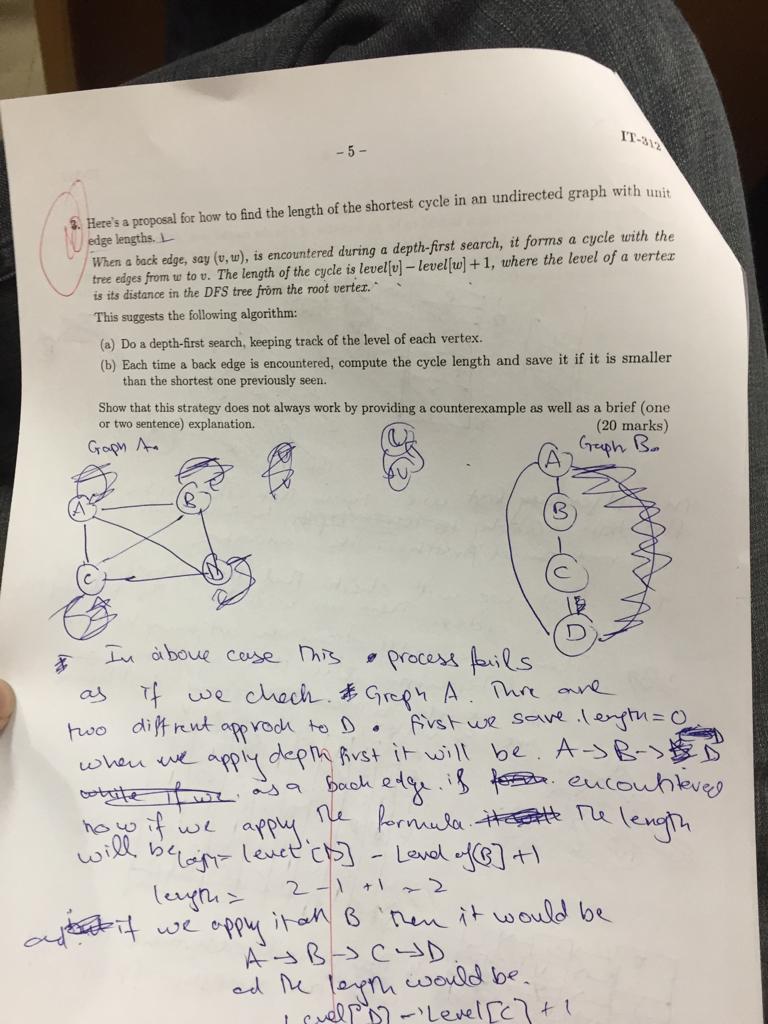 - 5 -
IT-312
3. Here's a proposal for how to find the length of the shortest cycle in an undirected graph with unit
edge lengths.
When a back edge, say (v, w), is encountered during a depth-first search, it forms a cycle with the
tree edges from w to v. The length of the cycle is level[v] − level[w] + 1, where the level of a vertex
is its distance in the DFS tree from the root vertex.
This suggests the following algorithm:
(a) Do a depth-first search, keeping track of the level of each vertex.
(b) Each time a back edge is encountered, compute the cycle length and save it if it is smaller
than the shortest one previously seen.
Show that this strategy does not always work by providing a counterexample as well as a brief (one
or two sentence) explanation.
(20 marks)
Graph A.
Graph B.
A
B
C
D
A
B
C
D
In above case this process fails
as if we check. Graph A. Thre are
two diffrent approch to D. first we save length = 0
when we apply depth first it will be. A → B → D
as a back edge. if encountered
now if we apply the formula. The length
will be length = level [D] - Level of [B] + 1
length = 2 - 1 + 1 = 2
and if we apply it on B then it would be
A → B → C → D
ad the length would be.
Level[D] - Level[C] + 1